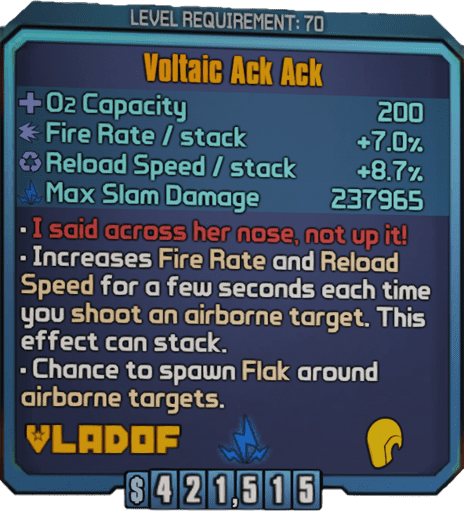 LEVEL REQUIREMENT: 70
Voltaic Ack Ack
O2 Capacity 200
Fire Rate / stack +7.0%
Reload Speed / stack +8.7%
Max Slam Damage 237965
• I said across her nose, not up it!
• Increases Fire Rate and Reload
Speed for a few seconds each time
you shoot an airborne target. This
effect can stack.
• Chance to spawn Flak around
airborne targets.
VLADOF
$421,515